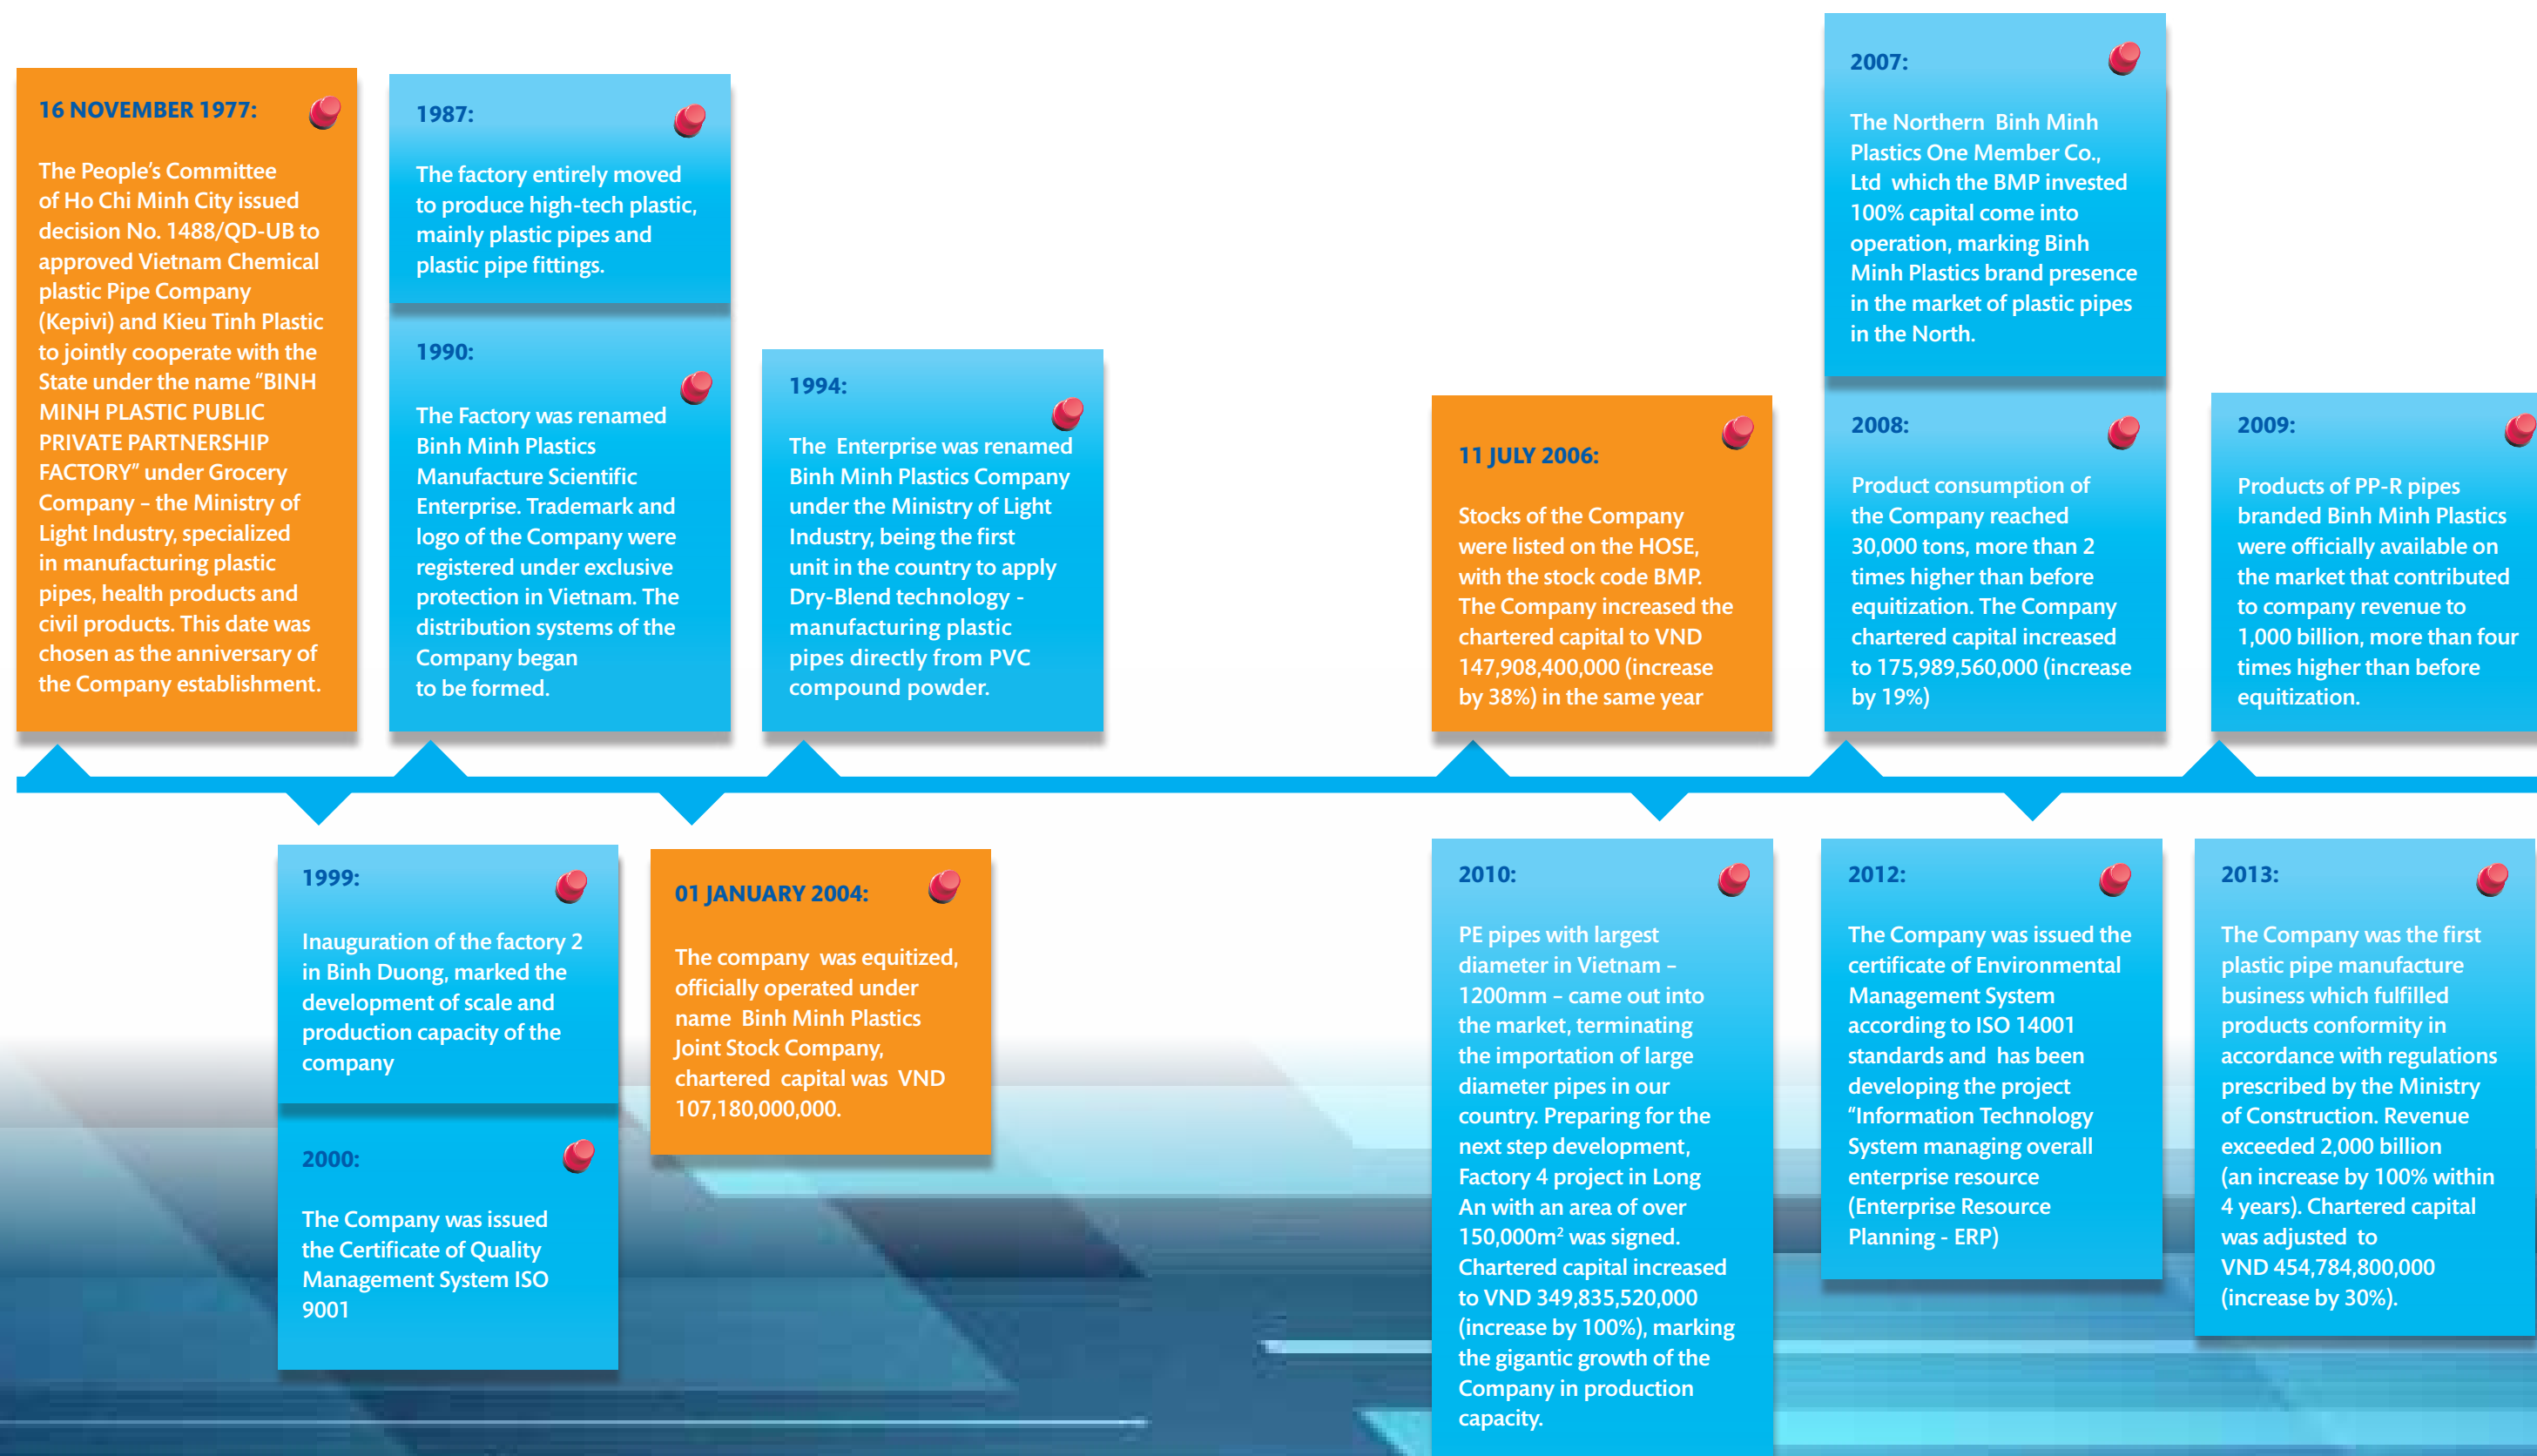 16 NOVEMBER 1977:
The People's Committee
of Ho Chi Minh City issued
decision No. 1488/QD-UB to
approved Vietnam Chemical
plastic Pipe Company
(Kepivi) and Kieu Tinh Plastic
to jointly cooperate with the
State under the name “BINH
MINH PLASTIC PUBLIC
PRIVATE PARTNERSHIP
FACTORY” under Grocery
Company – the Ministry of
Light Industry, specialized
in manufacturing plastic
pipes, health products and
civil products. This date was
chosen as the anniversary of
the Company establishment.
1987:
The factory entirely moved
to produce high-tech plastic,
mainly plastic pipes and
plastic pipe fittings.
1990:
The Factory was renamed
Binh Minh Plastics
Manufacture Scientific
Enterprise. Trademark and
logo of the Company were
registered under exclusive
protection in Vietnam. The
distribution systems of the
Company began
to be formed.
1994:
The Enterprise was renamed
Binh Minh Plastics Company
under the Ministry of Light
Industry, being the first
unit in the country to apply
Dry-Blend technology -
manufacturing plastic
pipes directly from PVC
compound powder.
1999:
Inauguration of the factory 2
in Binh Duong, marked the
development of scale and
production capacity of the
company
2000:
The Company was issued
the Certificate of Quality
Management System ISO
9001
01 JANUARY 2004:
The company was equitized,
officially operated under
name Binh Minh Plastics
Joint Stock Company,
chartered capital was VND
107,180,000,000.
11 JULY 2006:
Stocks of the Company
were listed on the HOSE,
with the stock code BMP.
The Company increased the
chartered capital to VND
147,908,400,000 (increase
by 38%) in the same year
2007:
The Northern Binh Minh
Plastics One Member Co.,
Ltd which the BMP invested
100% capital come into
operation, marking Binh
Minh Plastics brand presence
in the market of plastic pipes
in the North.
2008:
Product consumption of
the Company reached
30,000 tons, more than 2
times higher than before
equitization. The Company
chartered capital increased
to 175,989,560,000 (increase
by 19%)
2009:
Products of PP-R pipes
branded Binh Minh Plastics
were officially available on
the market that contributed
to company revenue to
1,000 billion, more than four
times higher than before
equitization.
2010:
PE pipes with largest
diameter in Vietnam –
1200mm – came out into
the market, terminating
the importation of large
diameter pipes in our
country. Preparing for the
next step development,
Factory 4 project in Long
An with an area of over
150,000m² was signed.
Chartered capital increased
to VND 349,835,520,000
(increase by 100%), marking
the gigantic growth of the
Company in production
capacity.
2012:
The Company was issued the
certificate of Environmental
Management System
according to ISO 14001
standards and has been
developing the project
“Information Technology
System managing overall
enterprise resource
(Enterprise Resource
Planning - ERP)
2013:
The Company was the first
plastic pipe manufacture
business which fulfilled
products conformity in
accordance with regulations
prescribed by the Ministry
of Construction. Revenue
exceeded 2,000 billion
(an increase by 100% within
4 years). Chartered capital
was adjusted to
VND 454,784,800,000
(increase by 30%).